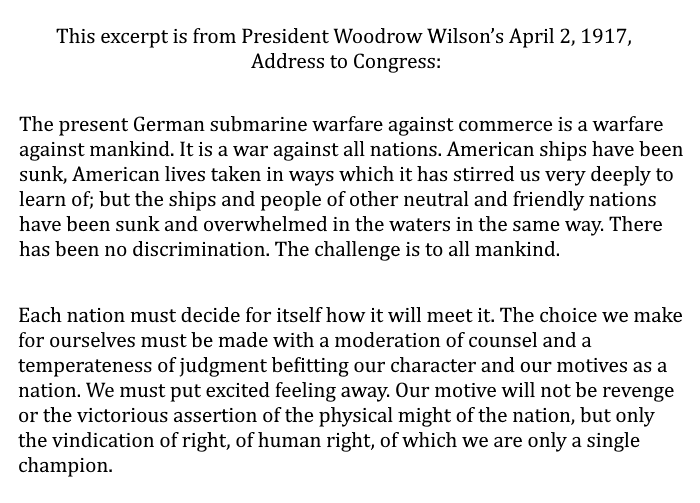 This excerpt is from President Woodrow Wilson’s April 2, 1917,
Address to Congress:
The present German submarine warfare against commerce is a warfare
against mankind. It is a war against all nations. American ships have been
sunk, American lives taken in ways which it has stirred us very deeply to
learn of; but the ships and people of other neutral and friendly nations
have been sunk and overwhelmed in the waters in the same way. There
has been no discrimination. The challenge is to all mankind.
Each nation must decide for itself how it will meet it. The choice we make
for ourselves must be made with a moderation of counsel and a
temperateness of judgment befitting our character and our motives as a
nation. We must put excited feeling away. Our motive will not be revenge
or the victorious assertion of the physical might of the nation, but only
the vindication of right, of human right, of which we are only a single
champion.